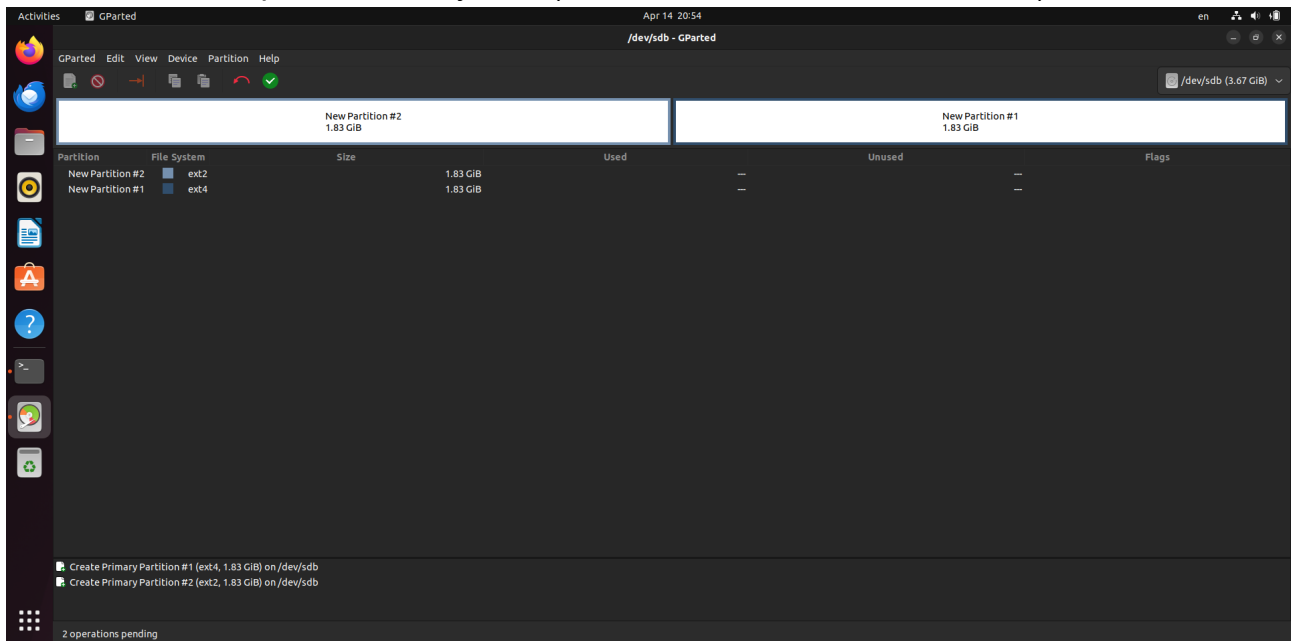 Activities GParted Apr 14 20:54 en
/dev/sdb - GParted
GParted Edit View Device Partition Help
/dev/sdb (3.67 GiB)
New Partition #2
1.83 GiB
New Partition #1
1.83 GiB
Partition File System Size Used Unused Flags
New Partition #2 ext2 1.83 GiB --- ---
New Partition #1 ext4 1.83 GiB --- ---
Create Primary Partition #1 (ext4, 1.83 GiB) on /dev/sdb
Create Primary Partition #2 (ext2, 1.83 GiB) on /dev/sdb
2 operations pending